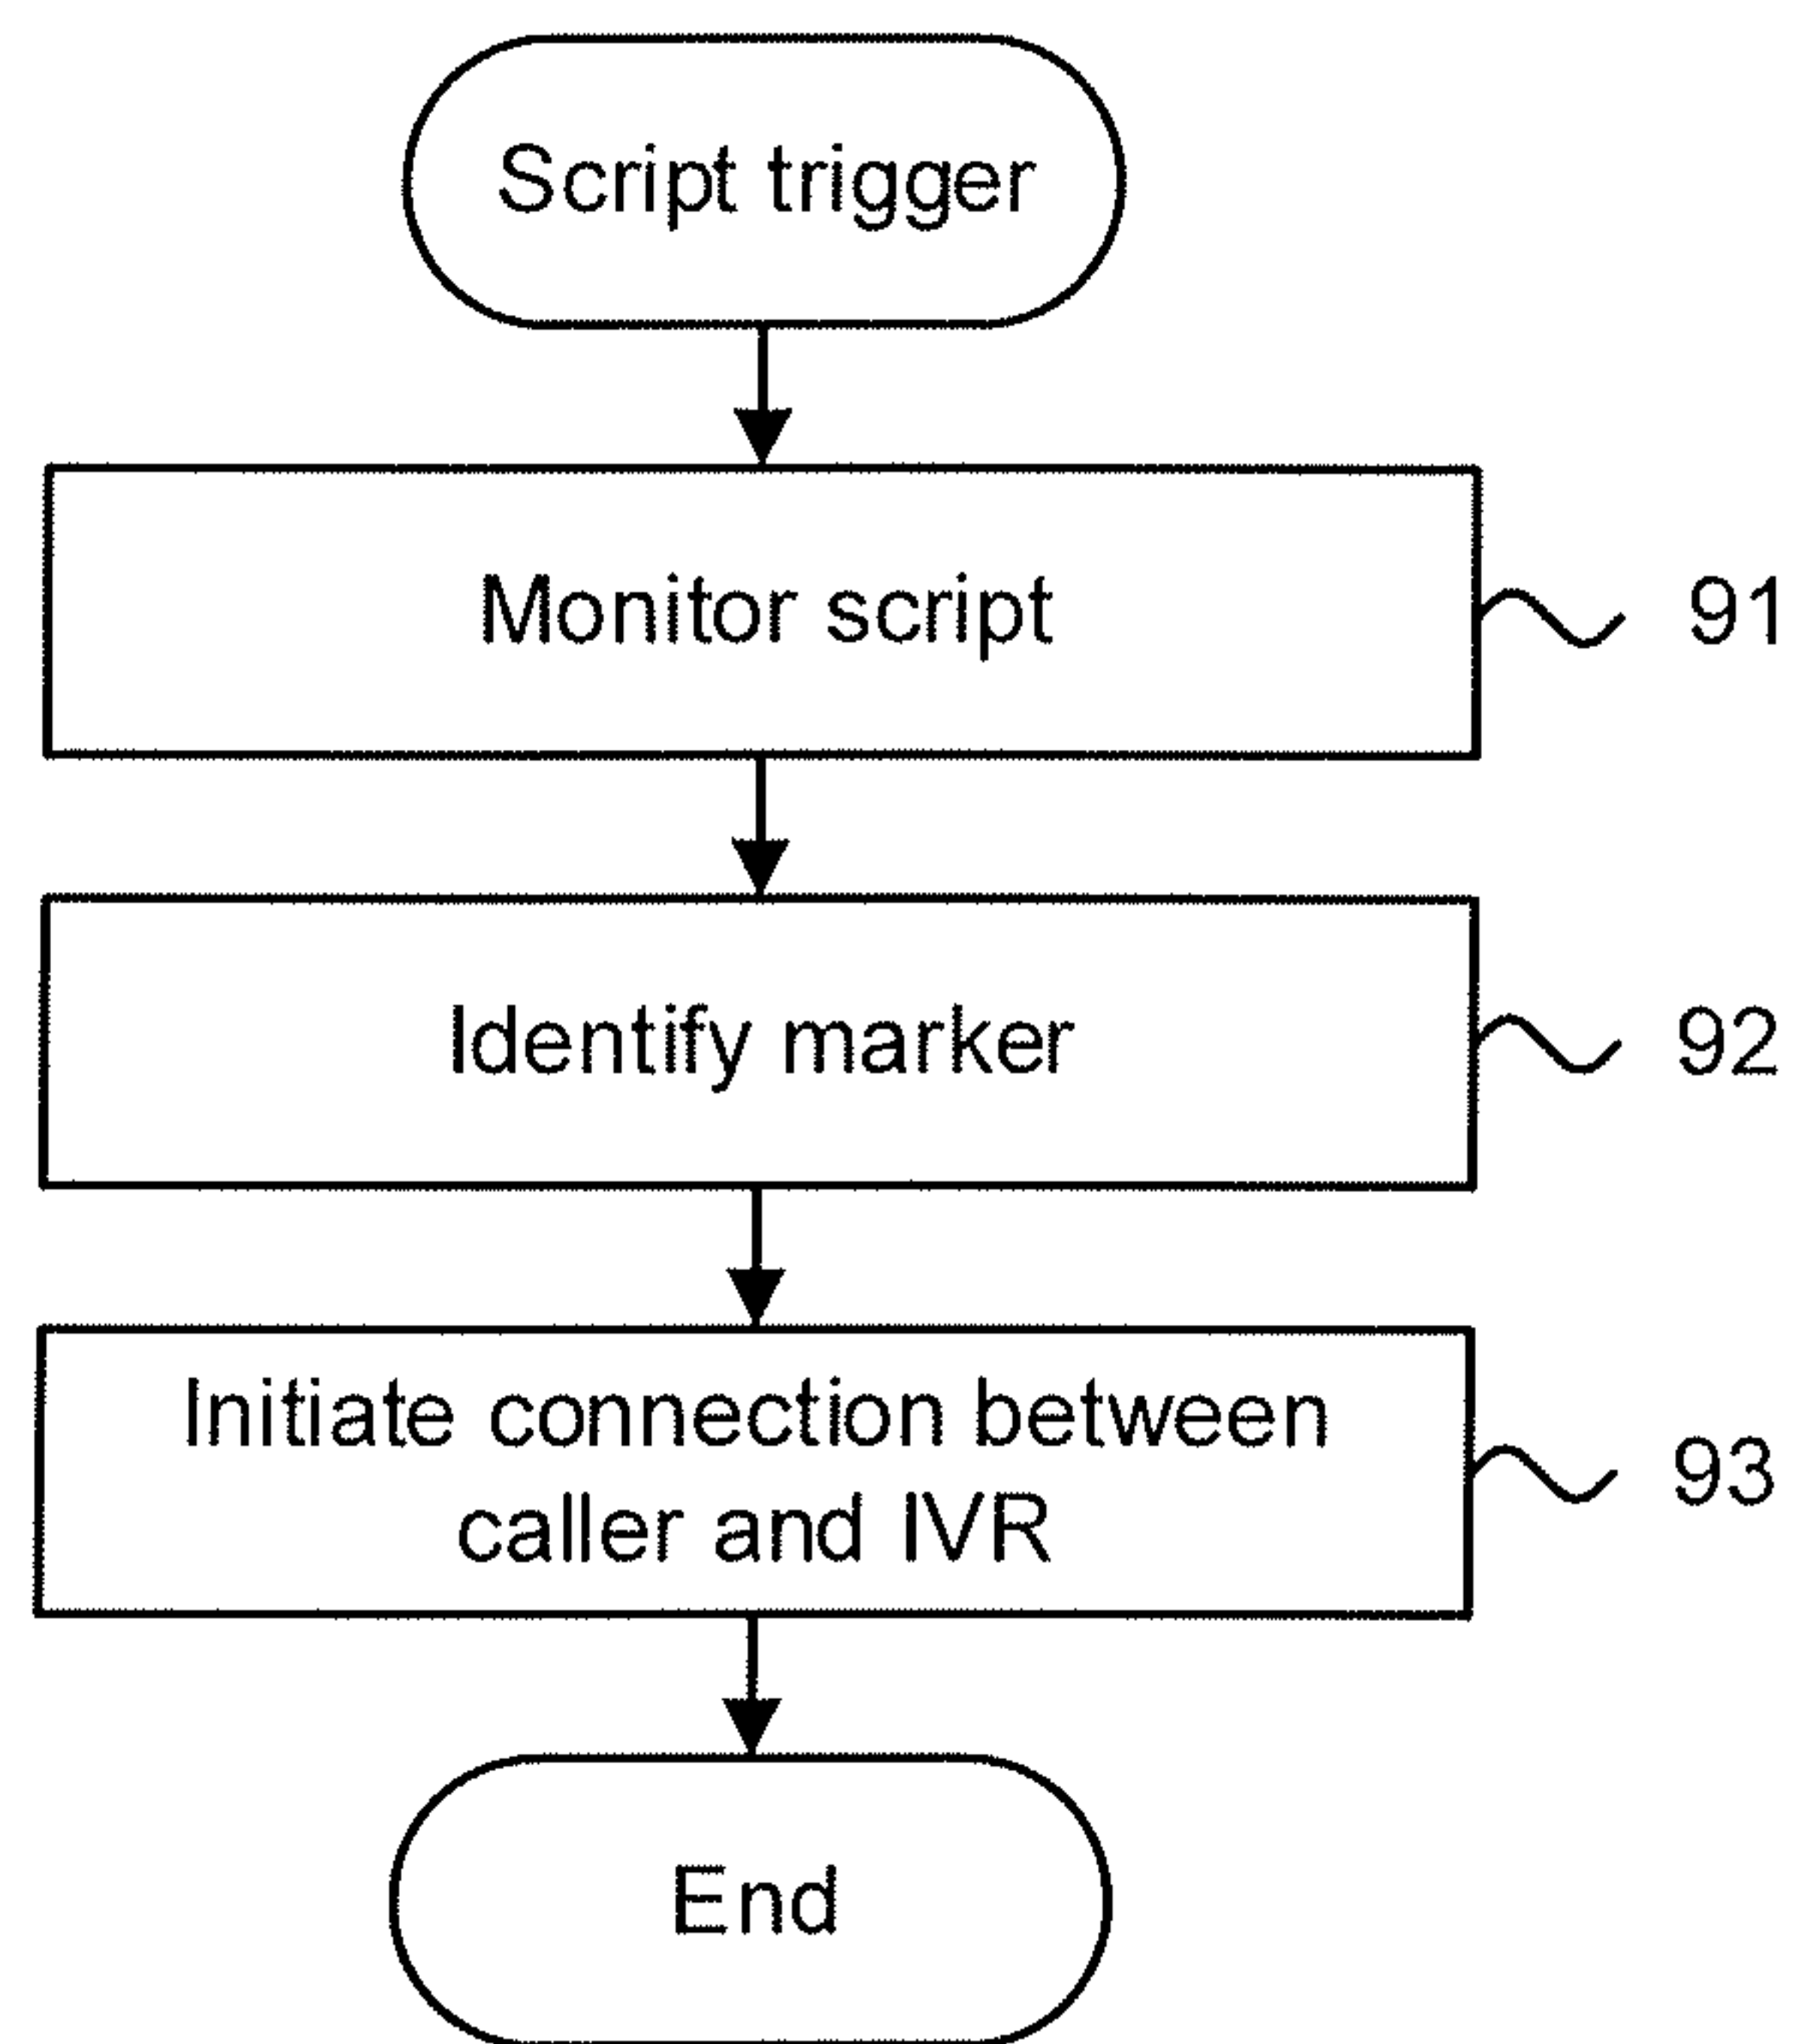 Script trigger
Monitor script
91
Identify marker
92
Initiate connection between
caller and IVR
93
End